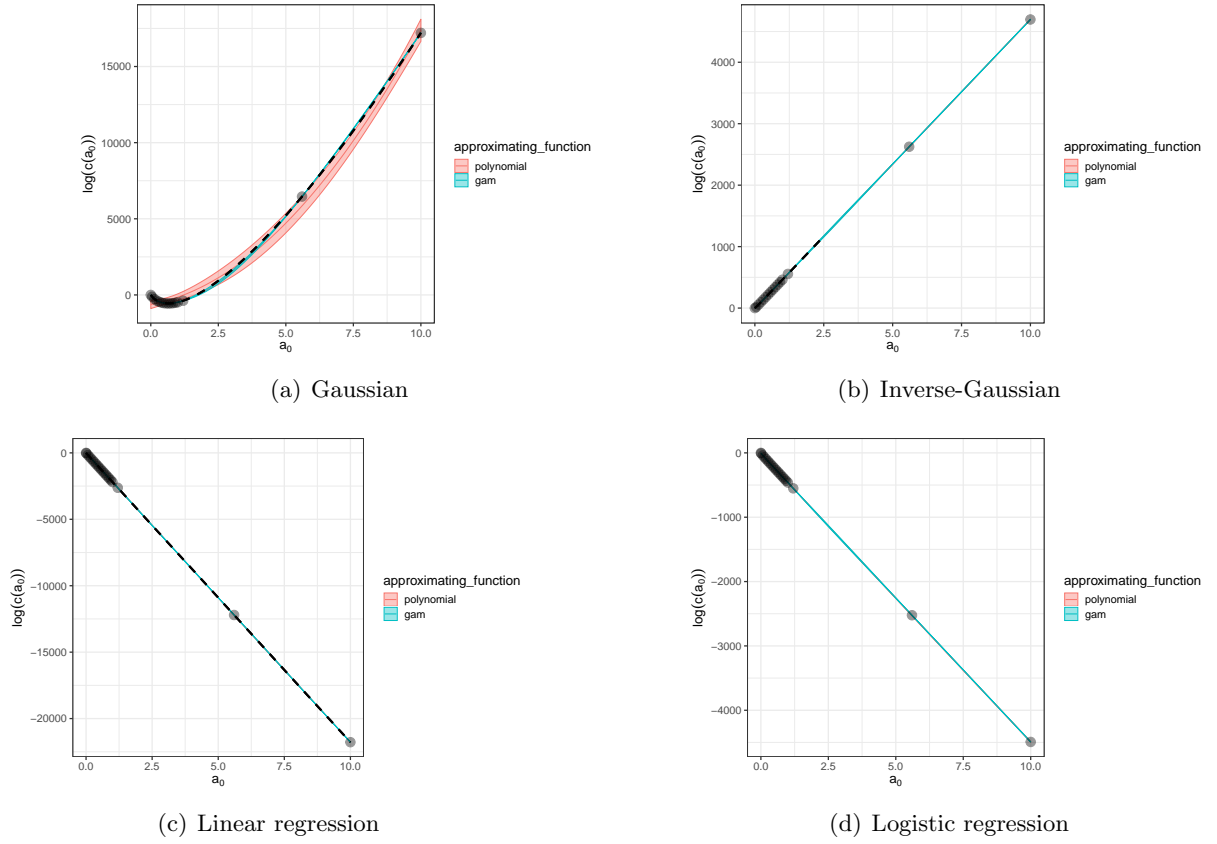 15000
10000
5000
0
log(c(a₀))
0.0 2.5 5.0 7.5 10.0
a₀
approximating_function
polynomial
gam
(a) Gaussian
4000
3000
2000
1000
0
log(c(a₀))
0.0 2.5 5.0 7.5 10.0
a₀
approximating_function
polynomial
gam
(b) Inverse-Gaussian
0
−5000
−10000
−15000
−20000
log(c(a₀))
0.0 2.5 5.0 7.5 10.0
a₀
approximating_function
polynomial
gam
(c) Linear regression
0
−1000
−2000
−3000
−4000
log(c(a₀))
0.0 2.5 5.0 7.5 10.0
a₀
approximating_function
polynomial
gam
(d) Logistic regression